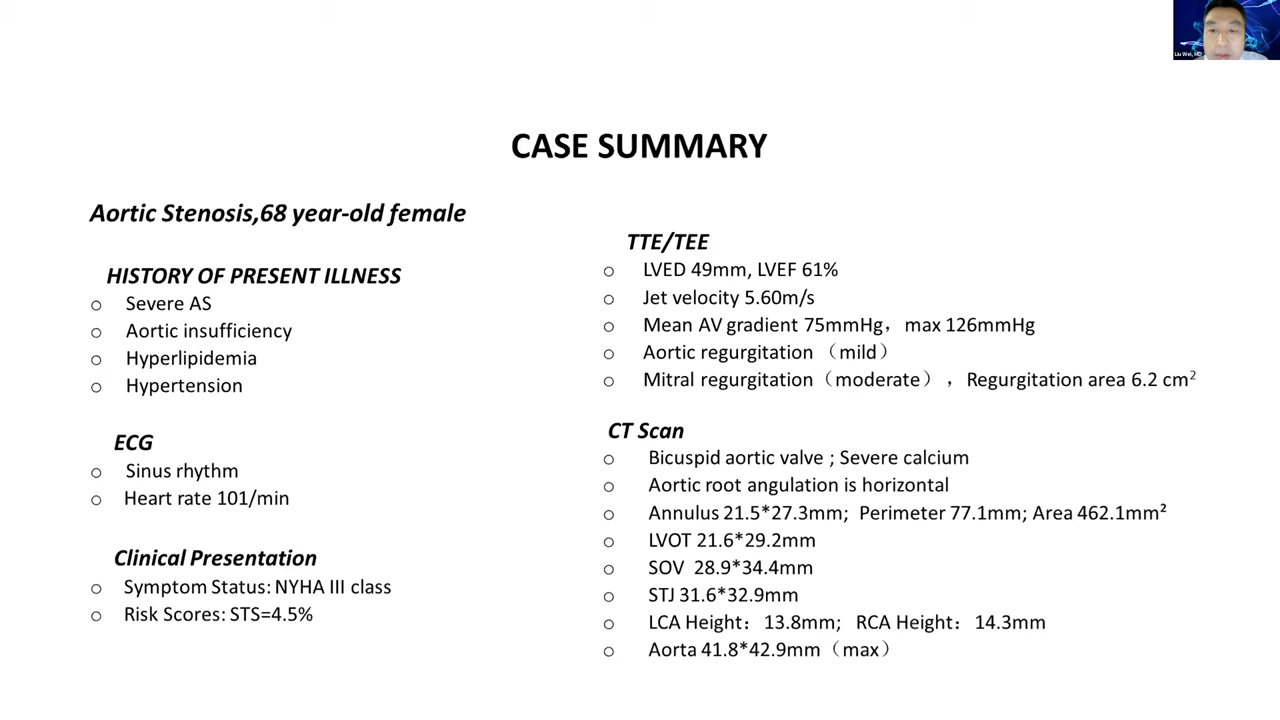 Liu Wei, MD
CASE SUMMARY
Aortic Stenosis,68 year-old female
HISTORY OF PRESENT ILLNESS
o Severe AS
o Aortic insufficiency
o Hyperlipidemia
o Hypertension
ECG
o Sinus rhythm
o Heart rate 101/min
Clinical Presentation
o Symptom Status: NYHA III class
o Risk Scores: STS=4.5%
TTE/TEE
o LVED 49mm, LVEF 61%
o Jet velocity 5.60m/s
o Mean AV gradient 75mmHg，max 126mmHg
o Aortic regurgitation （mild）
o Mitral regurgitation（moderate），Regurgitation area 6.2 cm²
CT Scan
o Bicuspid aortic valve ; Severe calcium
o Aortic root angulation is horizontal
o Annulus 21.5*27.3mm; Perimeter 77.1mm; Area 462.1mm²
o LVOT 21.6*29.2mm
o SOV 28.9*34.4mm
o STJ 31.6*32.9mm
o LCA Height：13.8mm; RCA Height：14.3mm
o Aorta 41.8*42.9mm（max）